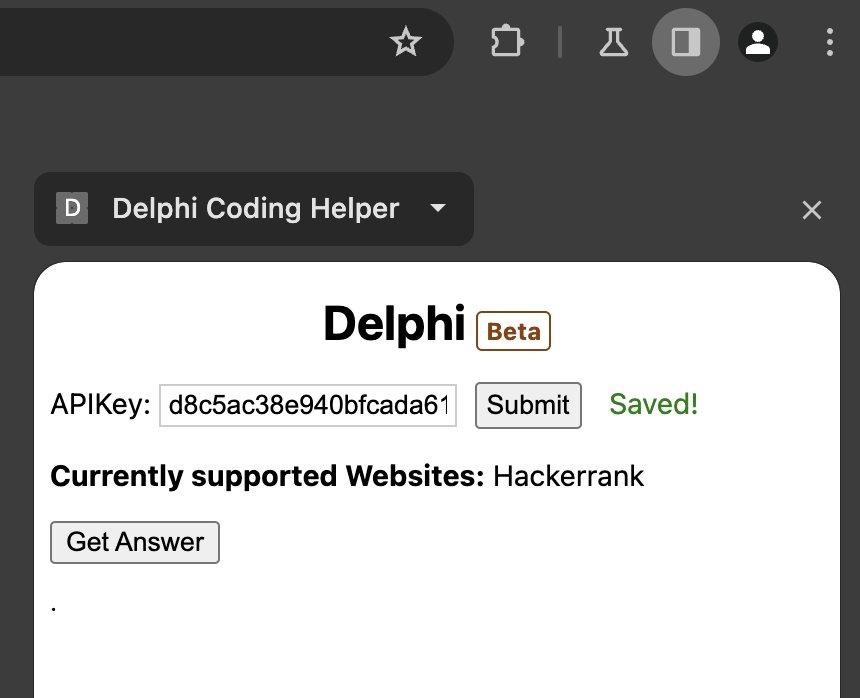 D Delphi Coding Helper
Delphi Beta
APIKey: d8c5ac38e940bfcada61 Submit Saved!
Currently supported Websites: Hackerrank
Get Answer
.